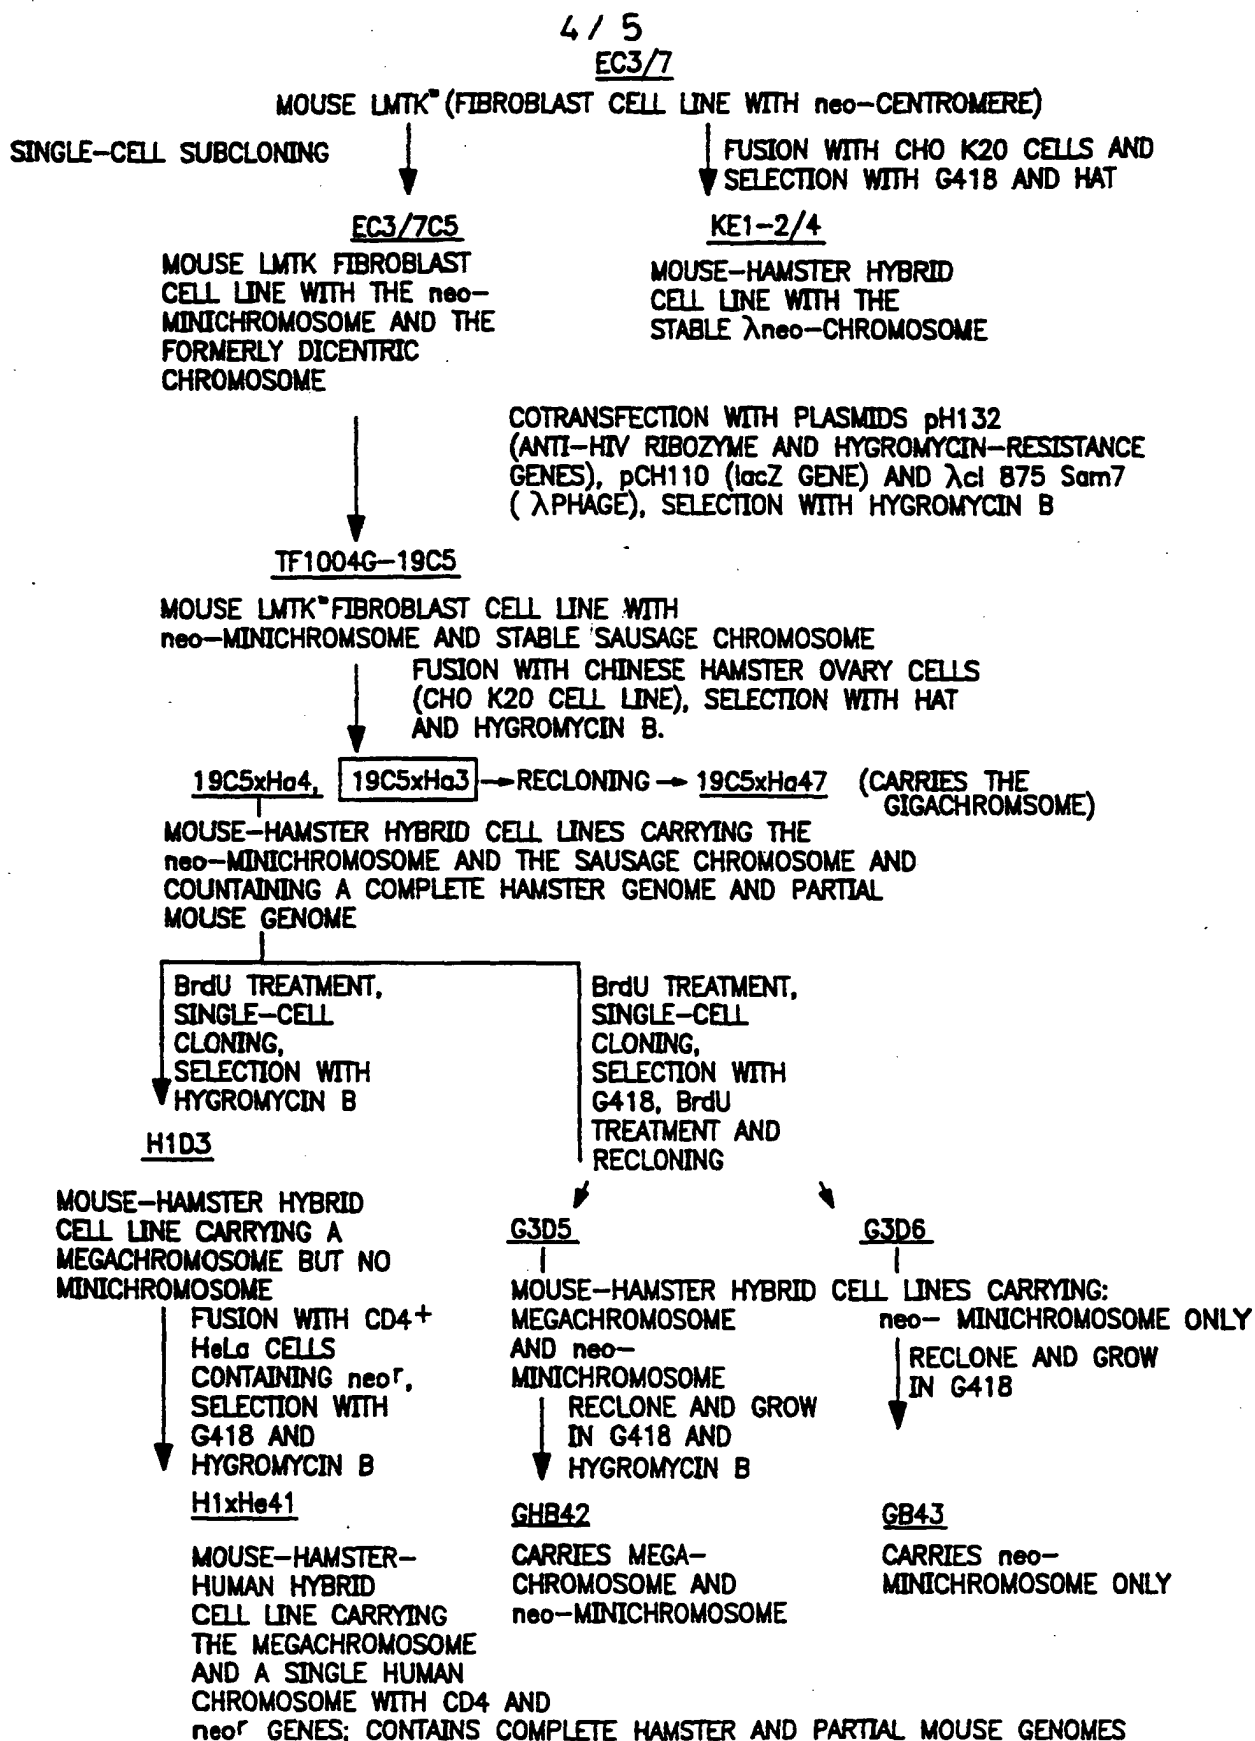 4 / 5
EC3/7
MOUSE LMTK⁻ (FIBROBLAST CELL LINE WITH neo-CENTROMERE)
SINGLE-CELL SUBCLONING
FUSION WITH CHO K20 CELLS AND
SELECTION WITH G418 AND HAT
EC3/7C5
MOUSE LMTK FIBROBLAST
CELL LINE WITH THE neo-
MINICHROMOSOME AND THE
FORMERLY DICENTRIC
CHROMOSOME
KE1-2/4
MOUSE-HAMSTER HYBRID
CELL LINE WITH THE
STABLE λneo-CHROMOSOME
COTRANSFECTION WITH PLASMIDS pH132
(ANTI-HIV RIBOZYME AND HYGROMYCIN-RESISTANCE
GENES), pCH110 (lacZ GENE) AND λcl 875 Sam7
( λPHAGE), SELECTION WITH HYGROMYCIN B
TF1004G-19C5
MOUSE LMTK⁻ FIBROBLAST CELL LINE WITH
neo-MINICHROMSOME AND STABLE SAUSAGE CHROMOSOME
FUSION WITH CHINESE HAMSTER OVARY CELLS
(CHO K20 CELL LINE), SELECTION WITH HAT
AND HYGROMYCIN B.
19C5xHa4, 19C5xHa3 → RECLONING → 19C5xHa47 (CARRIES THE
GIGACHROMSOME)
MOUSE-HAMSTER HYBRID CELL LINES CARRYING THE
neo-MINICHROMOSOME AND THE SAUSAGE CHROMOSOME AND
COUNTAINING A COMPLETE HAMSTER GENOME AND PARTIAL
MOUSE GENOME
BrdU TREATMENT,
SINGLE-CELL
CLONING,
SELECTION WITH
HYGROMYCIN B
BrdU TREATMENT,
SINGLE-CELL
CLONING,
SELECTION WITH
G418, BrdU
TREATMENT AND
RECLONING
H1D3
MOUSE-HAMSTER HYBRID
CELL LINE CARRYING A
MEGACHROMOSOME BUT NO
MINICHROMOSOME
G3D5 G3D6
MOUSE-HAMSTER HYBRID CELL LINES CARRYING:
MEGACHROMOSOME
AND neo-
MINICHROMOSOME
neo- MINICHROMOSOME ONLY
FUSION WITH CD4+
HeLa CELLS
CONTAINING neoʳ,
SELECTION WITH
G418 AND
HYGROMYCIN B
RECLONE AND GROW
IN G418 AND
HYGROMYCIN B
RECLONE AND GROW
IN G418
H1xHe41
MOUSE-HAMSTER-
HUMAN HYBRID
CELL LINE CARRYING
THE MEGACHROMOSOME
AND A SINGLE HUMAN
CHROMOSOME WITH CD4 AND
neoʳ GENES; CONTAINS COMPLETE HAMSTER AND PARTIAL MOUSE GENOMES
GHB42
CARRIES MEGA-
CHROMOSOME AND
neo-MINICHROMOSOME
GB43
CARRIES neo-
MINICHROMOSOME ONLY